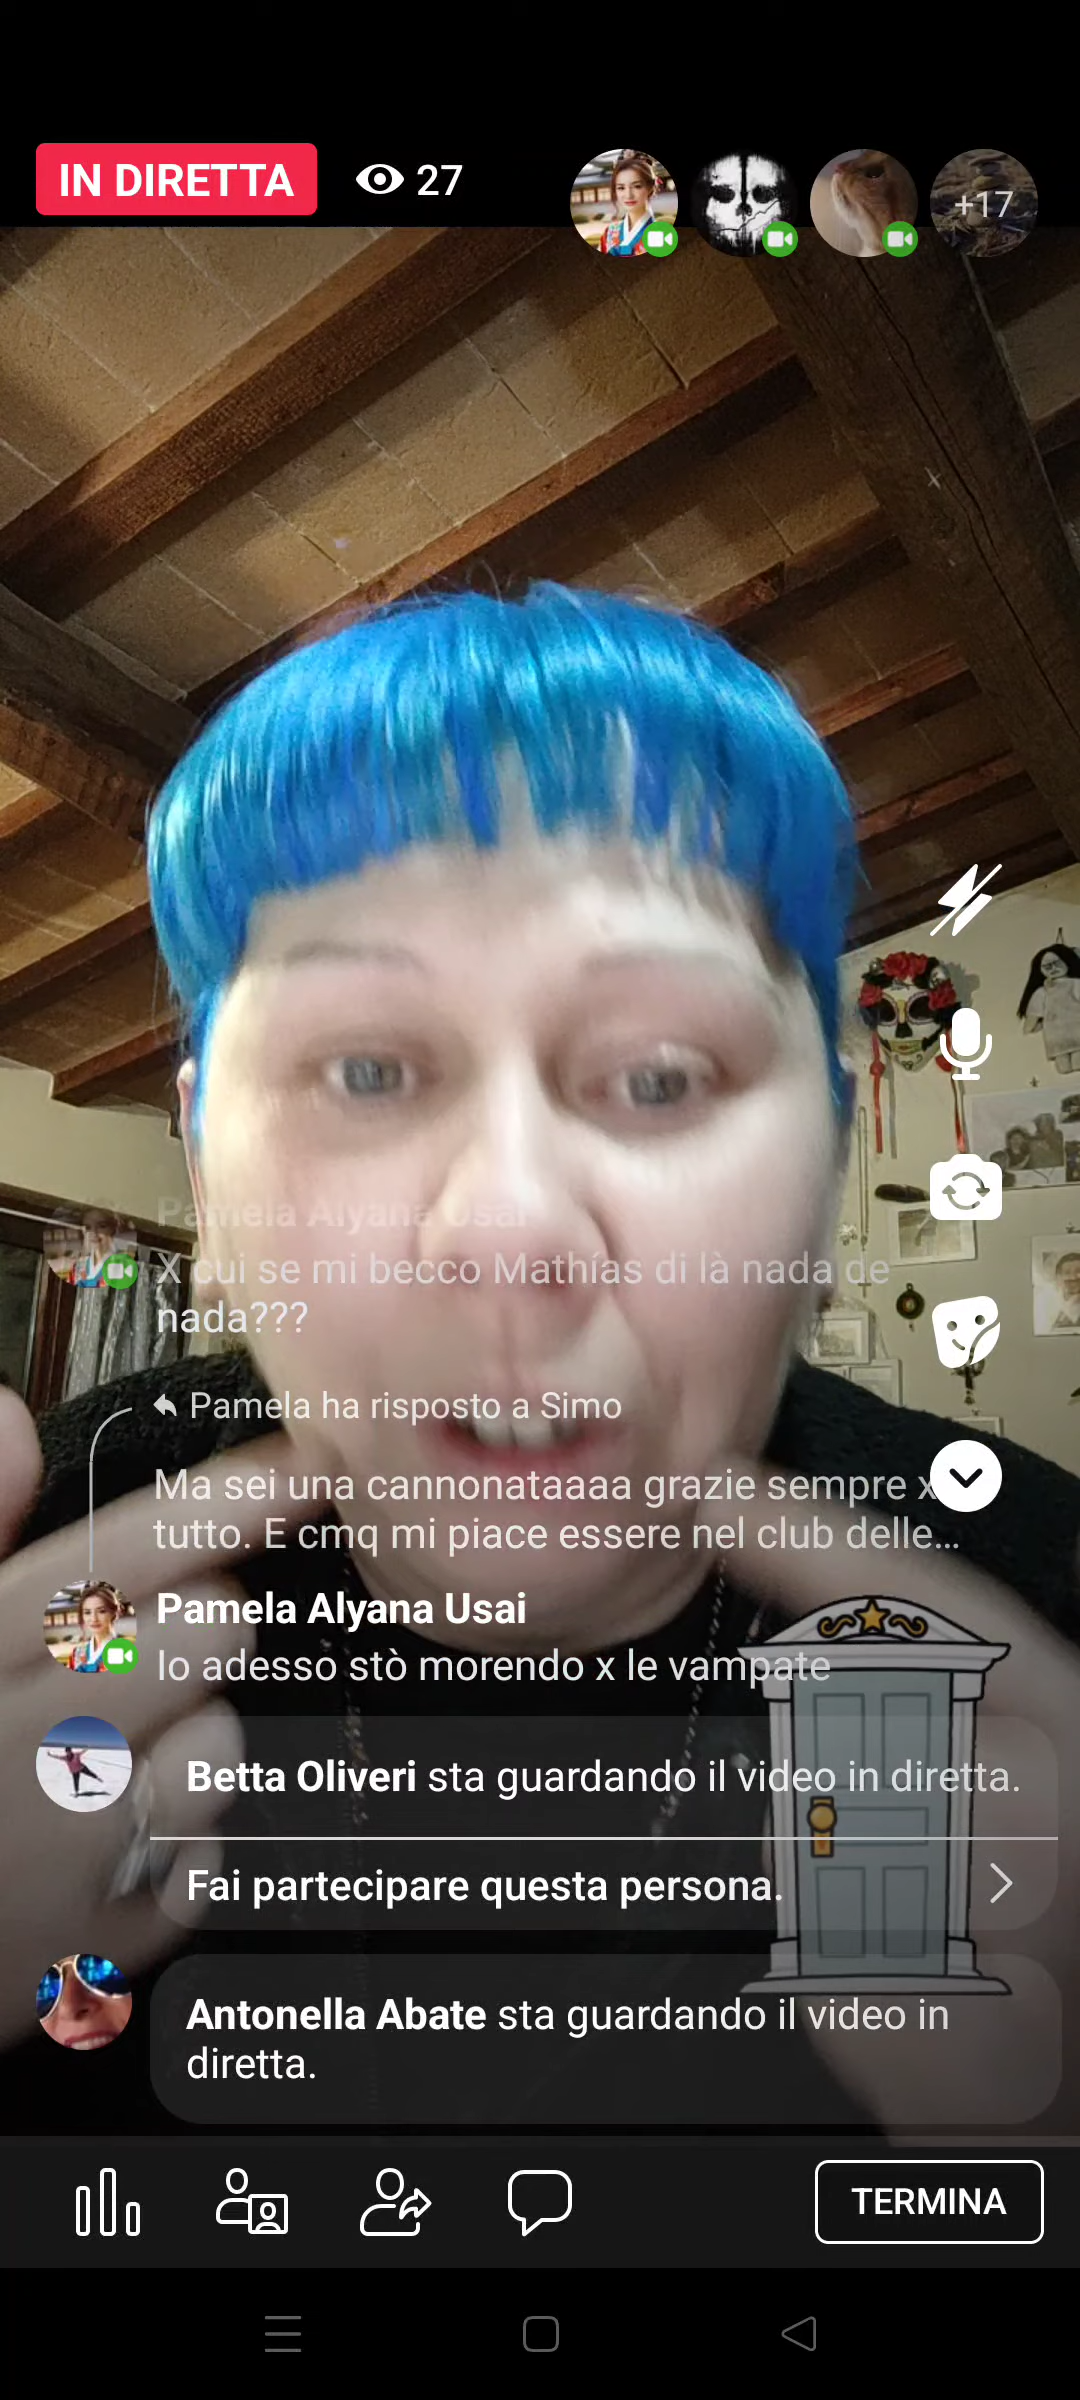 IN DIRETTA
27
+17
Pamela Alyana Usai
X cui se mi becco Mathías di là nada de
nada???
Pamela ha risposto a Simo
Ma sei una cannonataaaa grazie sempre x
tutto. E cmq mi piace essere nel club delle...
Pamela Alyana Usai
Io adesso stò morendo x le vampate
Betta Oliveri sta guardando il video in diretta.
Fai partecipare questa persona.
Antonella Abate sta guardando il video in
diretta.
TERMINA